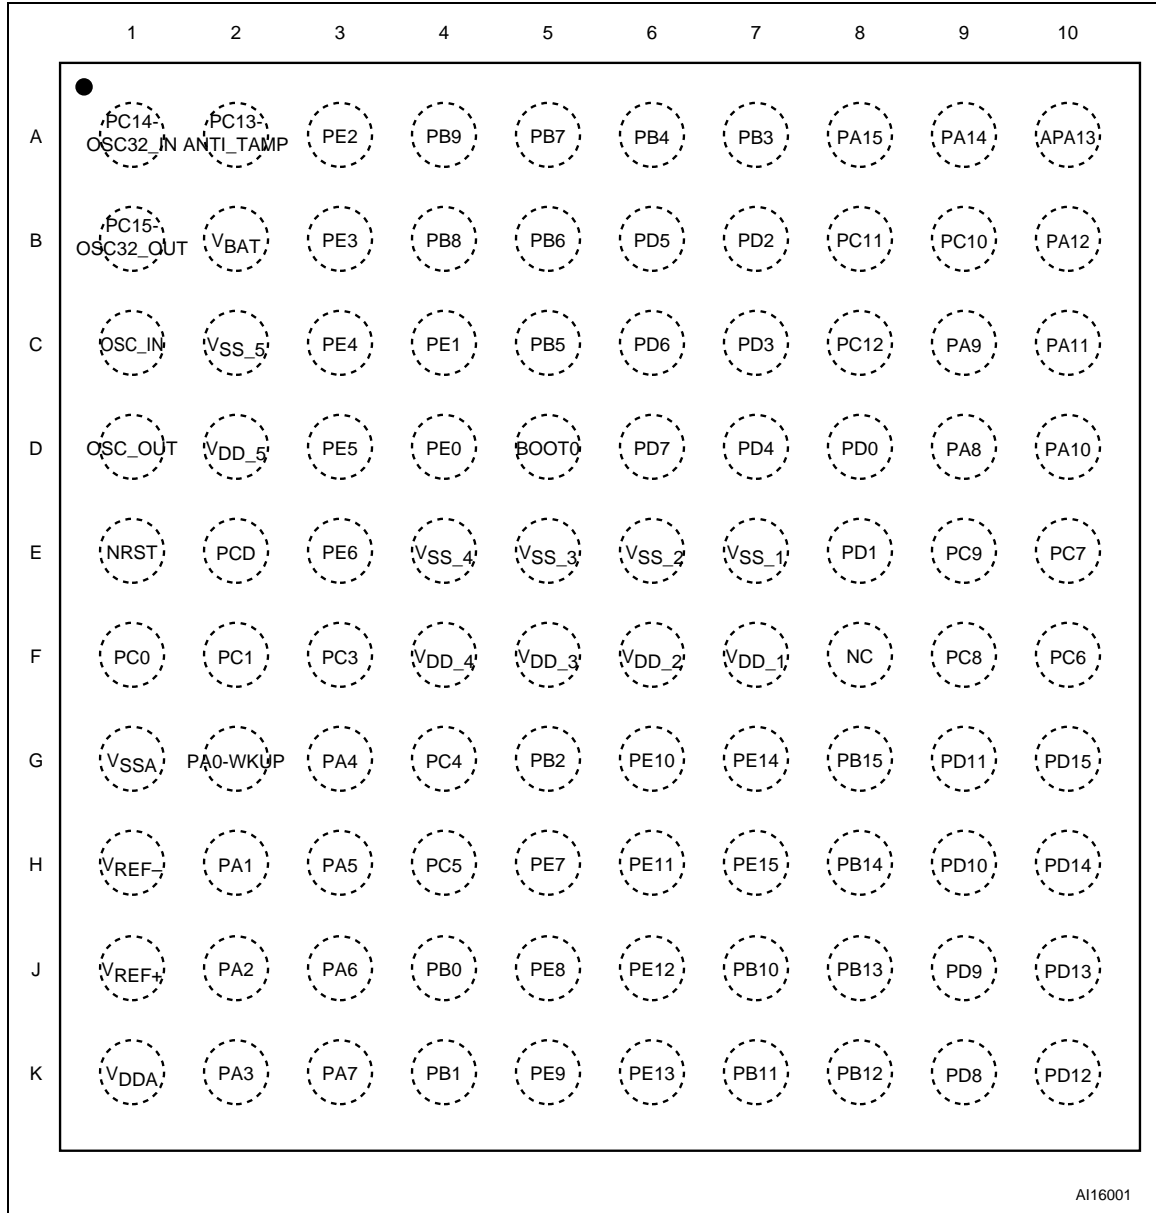 1 2 3 4 5 6 7 8 9 10
A PC14- OSC32_IN PC13- ANTI_TAMP PE2 PB9 PB7 PB4 PB3 PA15 PA14 APA13
B PC15- OSC32_OUT VBAT PE3 PB8 PB6 PD5 PD2 PC11 PC10 PA12
C OSC_IN VSS_5 PE4 PE1 PB5 PD6 PD3 PC12 PA9 PA11
D OSC_OUT VDD_5 PE5 PE0 BOOT0 PD7 PD4 PD0 PA8 PA10
E NRST PCD PE6 VSS_4 VSS_3 VSS_2 VSS_1 PD1 PC9 PC7
F PC0 PC1 PC3 VDD_4 VDD_3 VDD_2 VDD_1 NC PC8 PC6
G VSSA PA0-WKUP PA4 PC4 PB2 PE10 PE14 PB15 PD11 PD15
H VREF– PA1 PA5 PC5 PE7 PE11 PE15 PB14 PD10 PD14
J VREF+ PA2 PA6 PB0 PE8 PE12 PB10 PB13 PD9 PD13
K VDDA PA3 PA7 PB1 PE9 PE13 PB11 PB12 PD8 PD12
AI16001